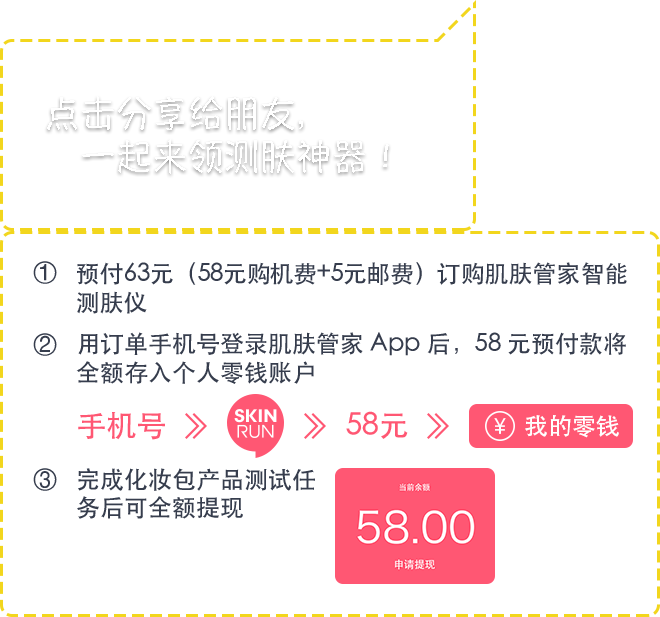 点击分享给朋友,
一起来领测肤神器！
① 预付63元（58元购机费+5元邮费）订购肌肤管家智能
测肤仪
② 用订单手机号登录肌肤管家 App 后，58 元预付款将
全额存入个人零钱账户
手机号 >> SKIN RUN >> 58元 >> ¥ 我的零钱
③ 完成化妆包产品测试任
务后可全额提现
当前余额
58.00
申请提现